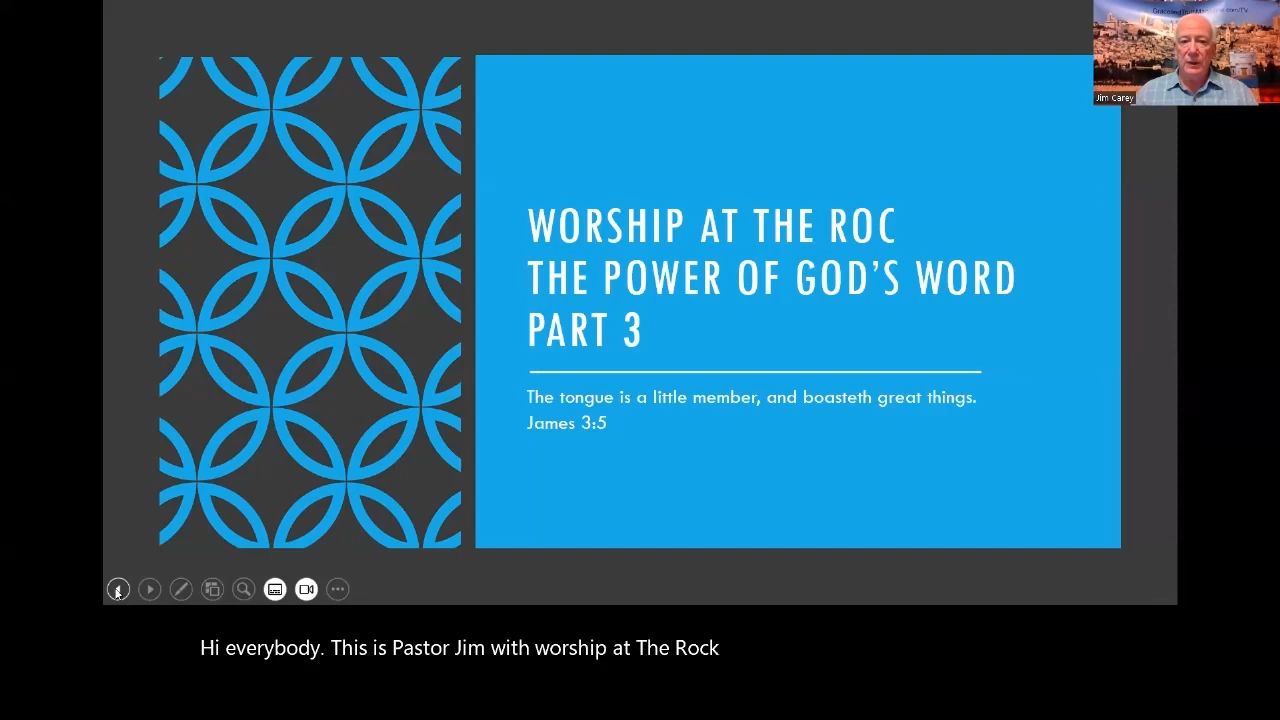 WORSHIP AT THE ROC
THE POWER OF GOD'S WORD
PART 3
The tongue is a little member, and boasteth great things.
James 3:5
Jim Carey
Hi everybody. This is Pastor Jim with worship at The Rock